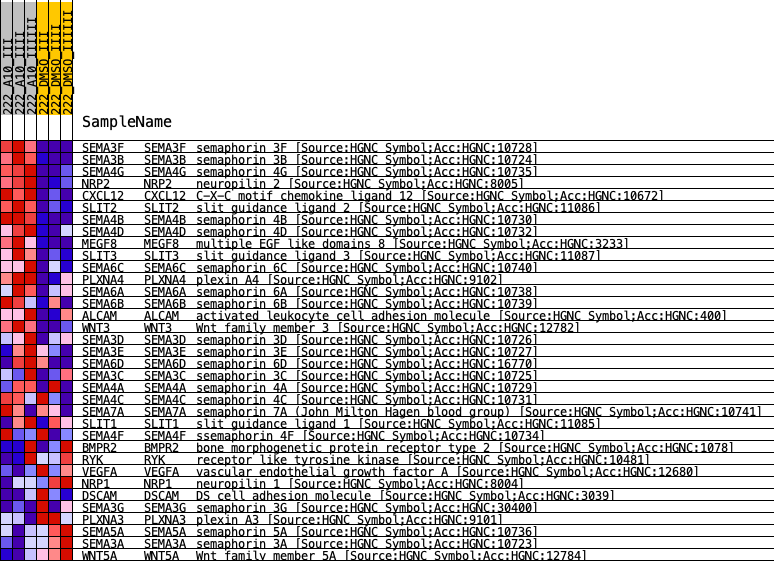 222_A10_III
222_A10_IIII
222_A10_IIIIII
222_DMSO_III
222_DMSO_IIII
222_DMSO_IIIIII
SampleName
SEMA3F SEMA3F semaphorin 3F [Source:HGNC Symbol;Acc:HGNC:10728]
SEMA3B SEMA3B semaphorin 3B [Source:HGNC Symbol;Acc:HGNC:10724]
SEMA4G SEMA4G semaphorin 4G [Source:HGNC Symbol;Acc:HGNC:10735]
NRP2 NRP2 neuropilin 2 [Source:HGNC Symbol;Acc:HGNC:8005]
CXCL12 CXCL12 C-X-C motif chemokine ligand 12 [Source:HGNC Symbol;Acc:HGNC:10672]
SLIT2 SLIT2 slit guidance ligand 2 [Source:HGNC Symbol;Acc:HGNC:11086]
SEMA4B SEMA4B semaphorin 4B [Source:HGNC Symbol;Acc:HGNC:10730]
SEMA4D SEMA4D semaphorin 4D [Source:HGNC Symbol;Acc:HGNC:10732]
MEGF8 MEGF8 multiple EGF like domains 8 [Source:HGNC Symbol;Acc:HGNC:3233]
SLIT3 SLIT3 slit guidance ligand 3 [Source:HGNC Symbol;Acc:HGNC:11087]
SEMA6C SEMA6C semaphorin 6C [Source:HGNC Symbol;Acc:HGNC:10740]
PLXNA4 PLXNA4 plexin A4 [Source:HGNC Symbol;Acc:HGNC:9102]
SEMA6A SEMA6A semaphorin 6A [Source:HGNC Symbol;Acc:HGNC:10738]
SEMA6B SEMA6B semaphorin 6B [Source:HGNC Symbol;Acc:HGNC:10739]
ALCAM ALCAM activated leukocyte cell adhesion molecule [Source:HGNC Symbol;Acc:HGNC:400]
WNT3 WNT3 Wnt family member 3 [Source:HGNC Symbol;Acc:HGNC:12782]
SEMA3D SEMA3D semaphorin 3D [Source:HGNC Symbol;Acc:HGNC:10726]
SEMA3E SEMA3E semaphorin 3E [Source:HGNC Symbol;Acc:HGNC:10727]
SEMA6D SEMA6D semaphorin 6D [Source:HGNC Symbol;Acc:HGNC:16770]
SEMA3C SEMA3C semaphorin 3C [Source:HGNC Symbol;Acc:HGNC:10725]
SEMA4A SEMA4A semaphorin 4A [Source:HGNC Symbol;Acc:HGNC:10729]
SEMA4C SEMA4C semaphorin 4C [Source:HGNC Symbol;Acc:HGNC:10731]
SEMA7A SEMA7A semaphorin 7A (John Milton Hagen blood group) [Source:HGNC Symbol;Acc:HGNC:10741]
SLIT1 SLIT1 slit guidance ligand 1 [Source:HGNC Symbol;Acc:HGNC:11085]
SEMA4F SEMA4F ssemaphorin 4F [Source:HGNC Symbol;Acc:HGNC:10734]
BMPR2 BMPR2 bone morphogenetic protein receptor type 2 [Source:HGNC Symbol;Acc:HGNC:1078]
RYK RYK receptor like tyrosine kinase [Source:HGNC Symbol;Acc:HGNC:10481]
VEGFA VEGFA vascular endothelial growth factor A [Source:HGNC Symbol;Acc:HGNC:12680]
NRP1 NRP1 neuropilin 1 [Source:HGNC Symbol;Acc:HGNC:8004]
DSCAM DSCAM DS cell adhesion molecule [Source:HGNC Symbol;Acc:HGNC:3039]
SEMA3G SEMA3G semaphorin 3G [Source:HGNC Symbol;Acc:HGNC:30400]
PLXNA3 PLXNA3 plexin A3 [Source:HGNC Symbol;Acc:HGNC:9101]
SEMA5A SEMA5A semaphorin 5A [Source:HGNC Symbol;Acc:HGNC:10736]
SEMA3A SEMA3A semaphorin 3A [Source:HGNC Symbol;Acc:HGNC:10723]
WNT5A WNT5A Wnt family member 5A [Source:HGNC Symbol;Acc:HGNC:12784]